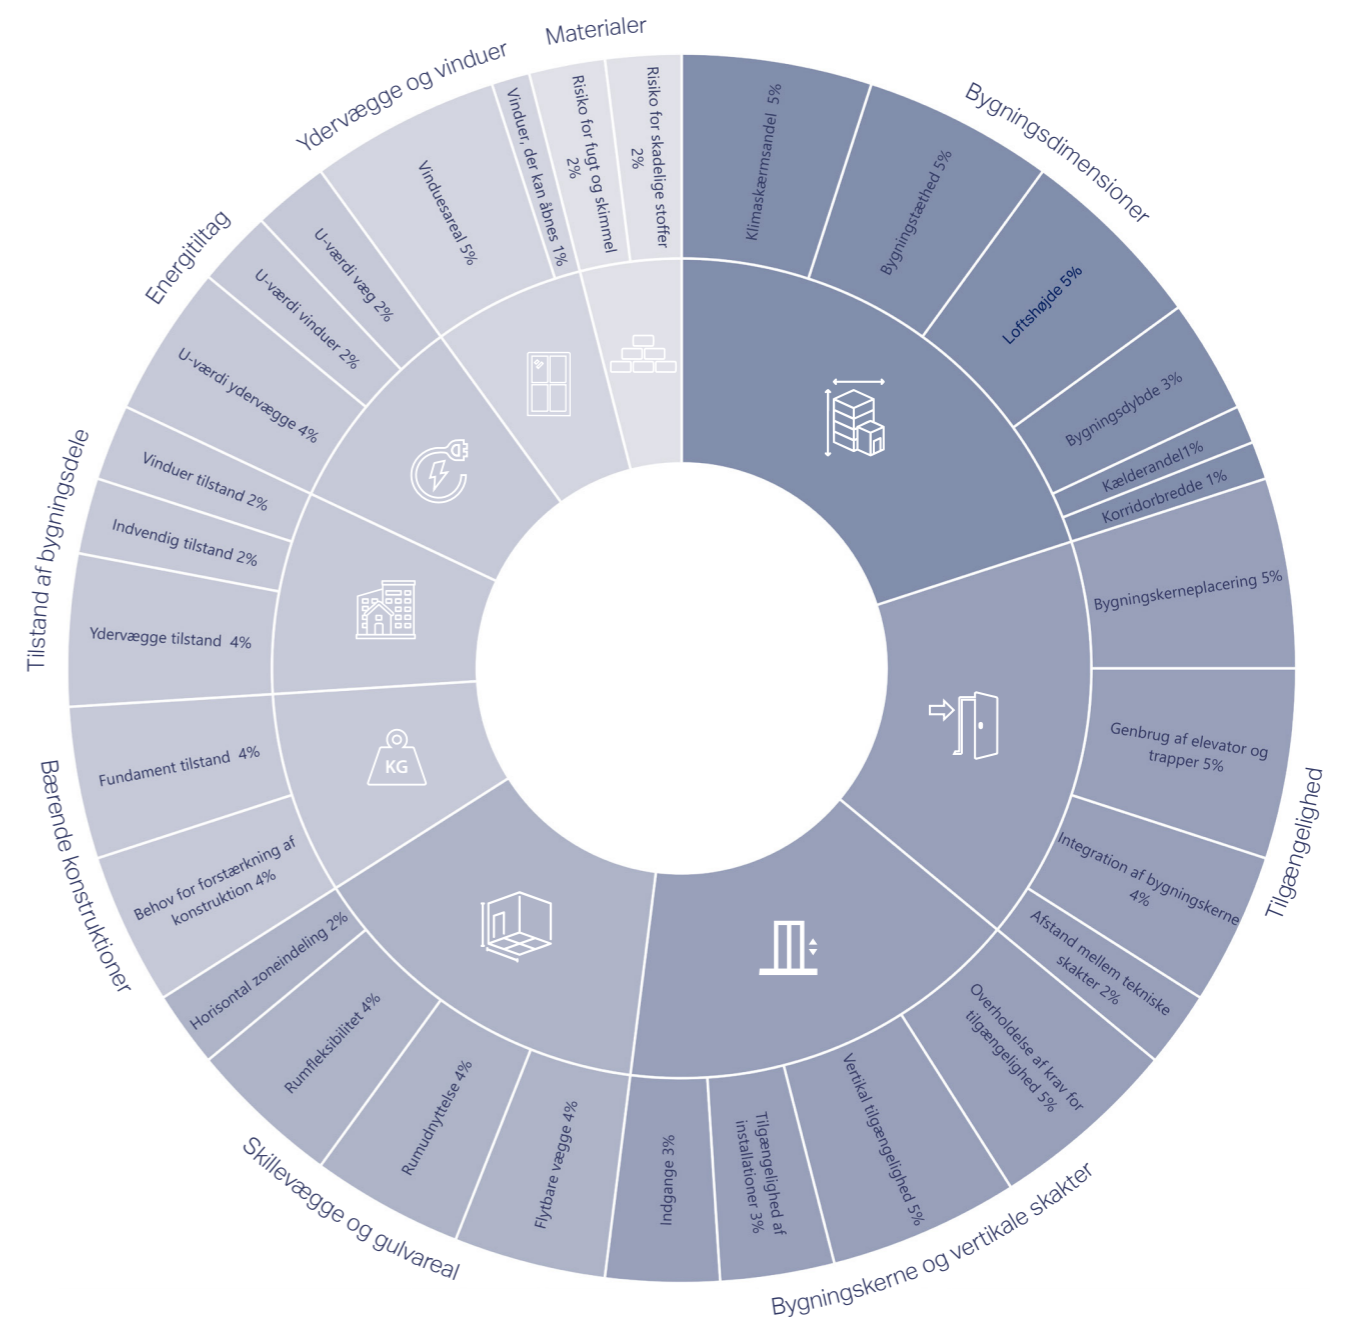 Bygningsdimensioner
Klimaskærmsandel  5%
Bygningstæthed 5%
Loftshøjde 5%
Bygningsdybde 3%
Kælderandel1%
Korridorbredde 1%
Tilgængelighed
Bygningskerneplacering 5%
Genbrug af elevator og
trapper 5%
Integration af bygningskerne
4%
Afstand mellem tekniske
skakter 2%
Bygningskerne og vertikale skakter
Overholdelse af krav for
tilgængelighed 5%
Vertikal tilgængelighed 5%
Tilgængelighed af
installationer 3%
Indgange 3%
Skillevægge og gulvareal
Flytbare vægge 4%
Rumudnyttelse 4%
Rumfleksibilitet 4%
Horisontal zoneindeling 2%
Bærende konstruktioner
Behov for forstærkning af
konstruktion 4%
Fundament tilstand  4%
KG
Tilstand af bygningsdele
Ydervægge tilstand  4%
Indvendig tilstand 2%
Vinduer tilstand 2%
Energitiltag
U-værdi ydervægge 4%
U-værdi vinduer 2%
U-værdi væg 2%
Ydervægge og vinduer
Vinduesareal 5%
Vinduer, der kan åbnes 1%
Materialer
Risiko for fugt og skimmel
2%
Risiko for skadelige stoffer
2%